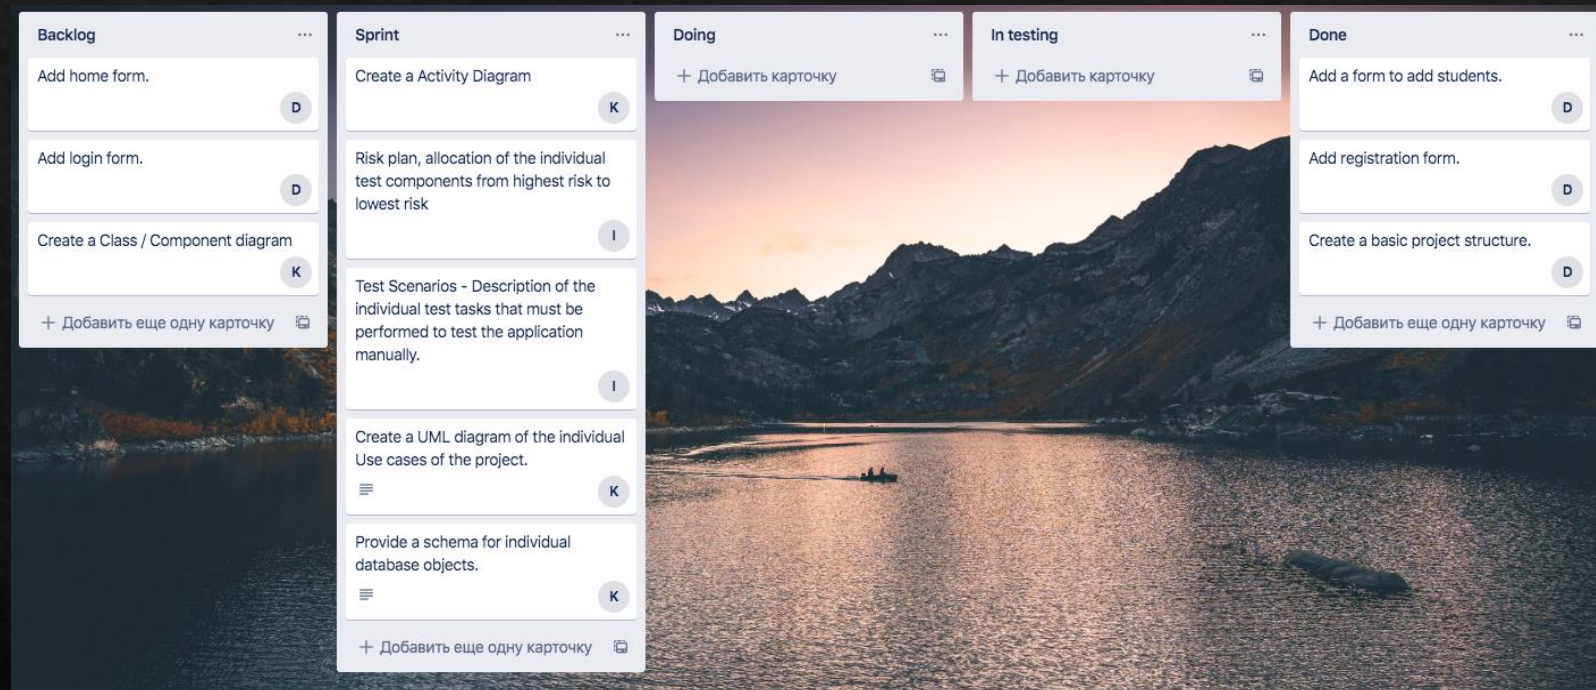 Backlog
Add home form.
D
Add login form.
D
Create a Class / Component diagram
K
+ Добавить еще одну карточку
Sprint
Create a Activity Diagram
K
Risk plan, allocation of the individual
test components from highest risk to
lowest risk
I
Test Scenarios - Description of the
individual test tasks that must be
performed to test the application
manually.
I
Create a UML diagram of the individual
Use cases of the project.
K
Provide a schema for individual
database objects.
K
+ Добавить еще одну карточку
Doing
+ Добавить карточку
In testing
+ Добавить карточку
Done
Add a form to add students.
D
Add registration form.
D
Create a basic project structure.
D
+ Добавить еще одну карточку